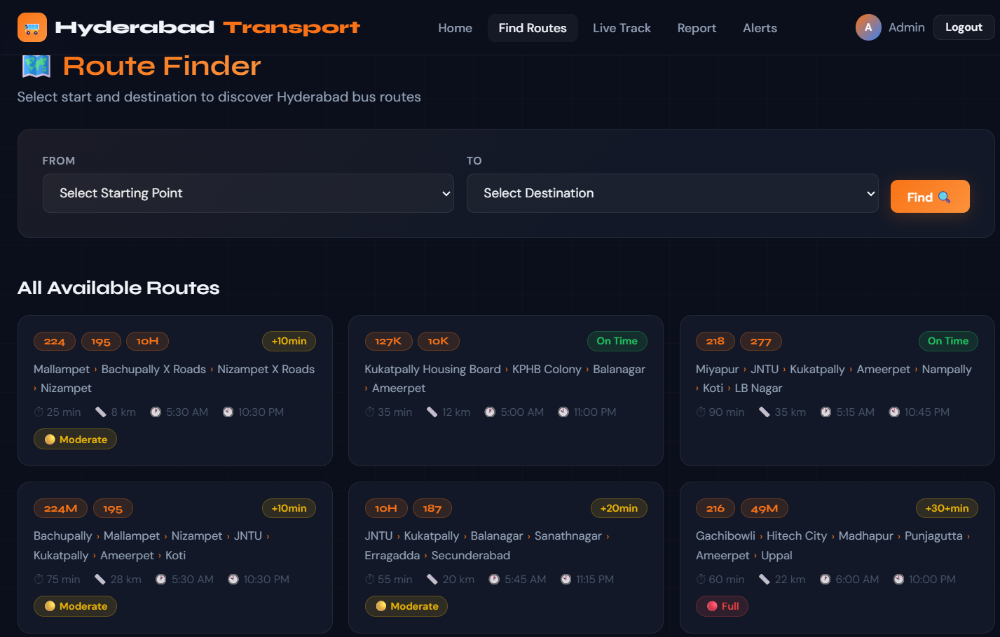 Hyderabad Transport
Home
Find Routes
Live Track
Report
Alerts
A
Admin
Logout
Route Finder
Select start and destination to discover Hyderabad bus routes
FROM
Select Starting Point
TO
Select Destination
Find
All Available Routes
224 195 10H +10min
Mallampet › Bachupally X Roads › Nizampet X Roads
› Nizampet
25 min 8 km 5:30 AM 10:30 PM
Moderate
127K 10K On Time
Kukatpally Housing Board › KPHB Colony › Balanagar
› Ameerpet
35 min 12 km 5:00 AM 11:00 PM
218 277 On Time
Miyapur › JNTU › Kukatpally › Ameerpet › Nampally
› Koti › LB Nagar
90 min 35 km 5:15 AM 10:45 PM
224M 195 +10min
Bachupally › Mallampet › Nizampet › JNTU ›
Kukatpally › Ameerpet › Koti
75 min 28 km 5:30 AM 10:30 PM
Moderate
10H 187 +20min
JNTU › Kukatpally › Balanagar › Sanathnagar ›
Erragadda › Secunderabad
55 min 20 km 5:45 AM 11:15 PM
Moderate
216 49M +30+min
Gachibowli › Hitech City › Madhapur › Punjagutta ›
Ameerpet › Uppal
60 min 22 km 6:00 AM 10:00 PM
Full